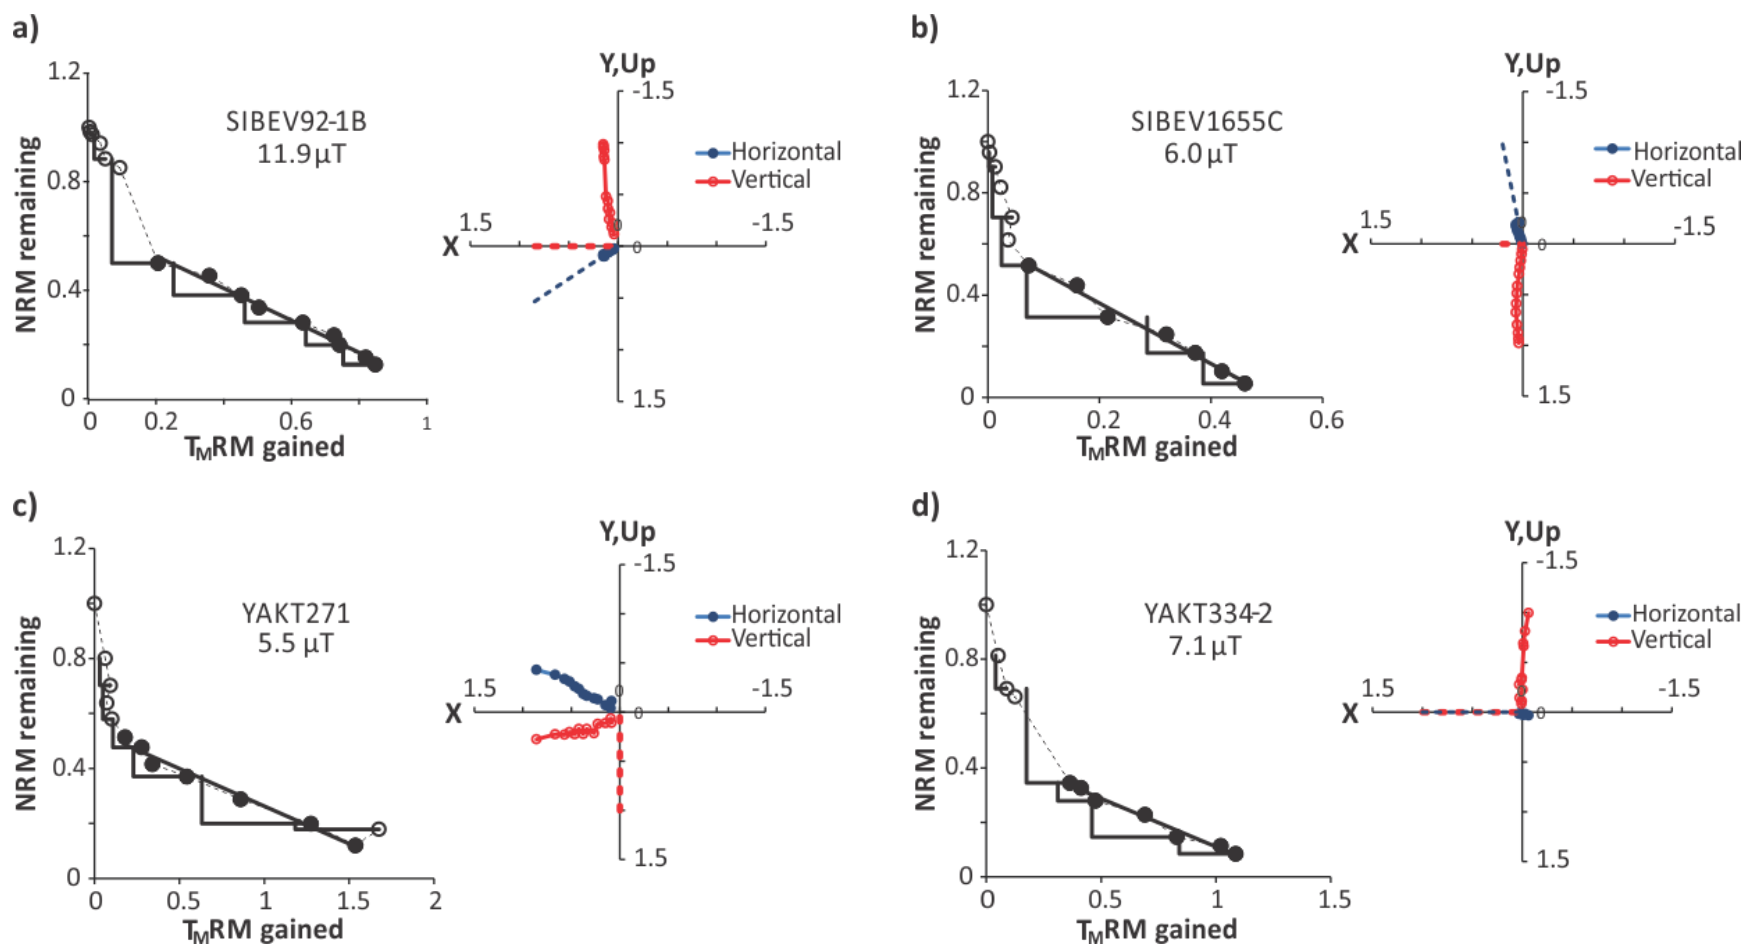 a)
1.2
0.8
0.4
0
NRM remaining
SIBEV92-1B
11.9 µT
0
0.2
0.6
1
TMRM gained
Y,Up
-1.5
Horizontal
Vertical
1.5
0
-1.5
X
0
1.5
b)
1.2
0.8
0.4
0
NRM remaining
SIBEV1655C
6.0 µT
0
0.2
0.4
0.6
TMRM gained
Y,Up
-1.5
Horizontal
Vertical
1.5
0
-1.5
X
0
1.5
c)
1.2
0.8
0.4
0
NRM remaining
YAKT271
5.5 µT
0
0.5
1
1.5
2
TMRM gained
Y,Up
-1.5
Horizontal
Vertical
1.5
0
-1.5
X
0
1.5
d)
1.2
0.8
0.4
0
NRM remaining
YAKT334-2
7.1 µT
0
0.5
1
1.5
TMRM gained
Y,Up
-1.5
Horizontal
Vertical
1.5
0
-1.5
X
0
1.5